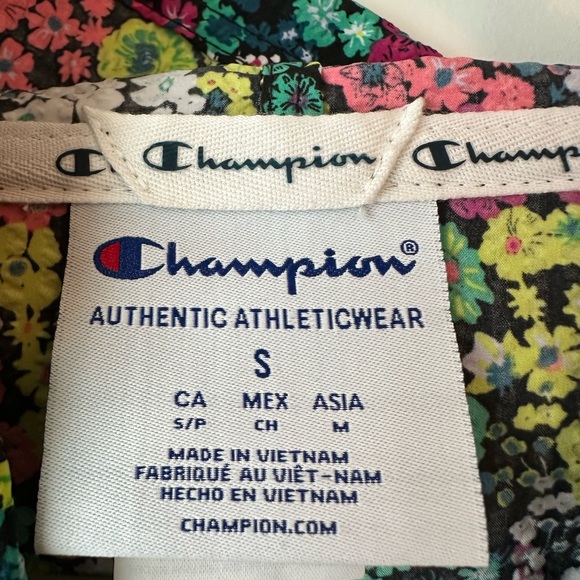 Champion Champ
Champion®
AUTHENTIC ATHLETICWEAR
S
CA MEX ASIA
S/P CH M
MADE IN VIETNAM
FABRIQUÉ AU VIÊT-NAM
HECHO EN VIETNAM
CHAMPION.COM